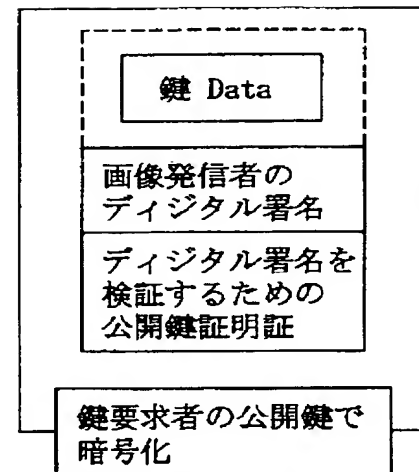 鍵 Data
画像発信者の
ディジタル署名
ディジタル署名を
検証するための
公開鍵証明証
鍵要求者の公開鍵で
暗号化